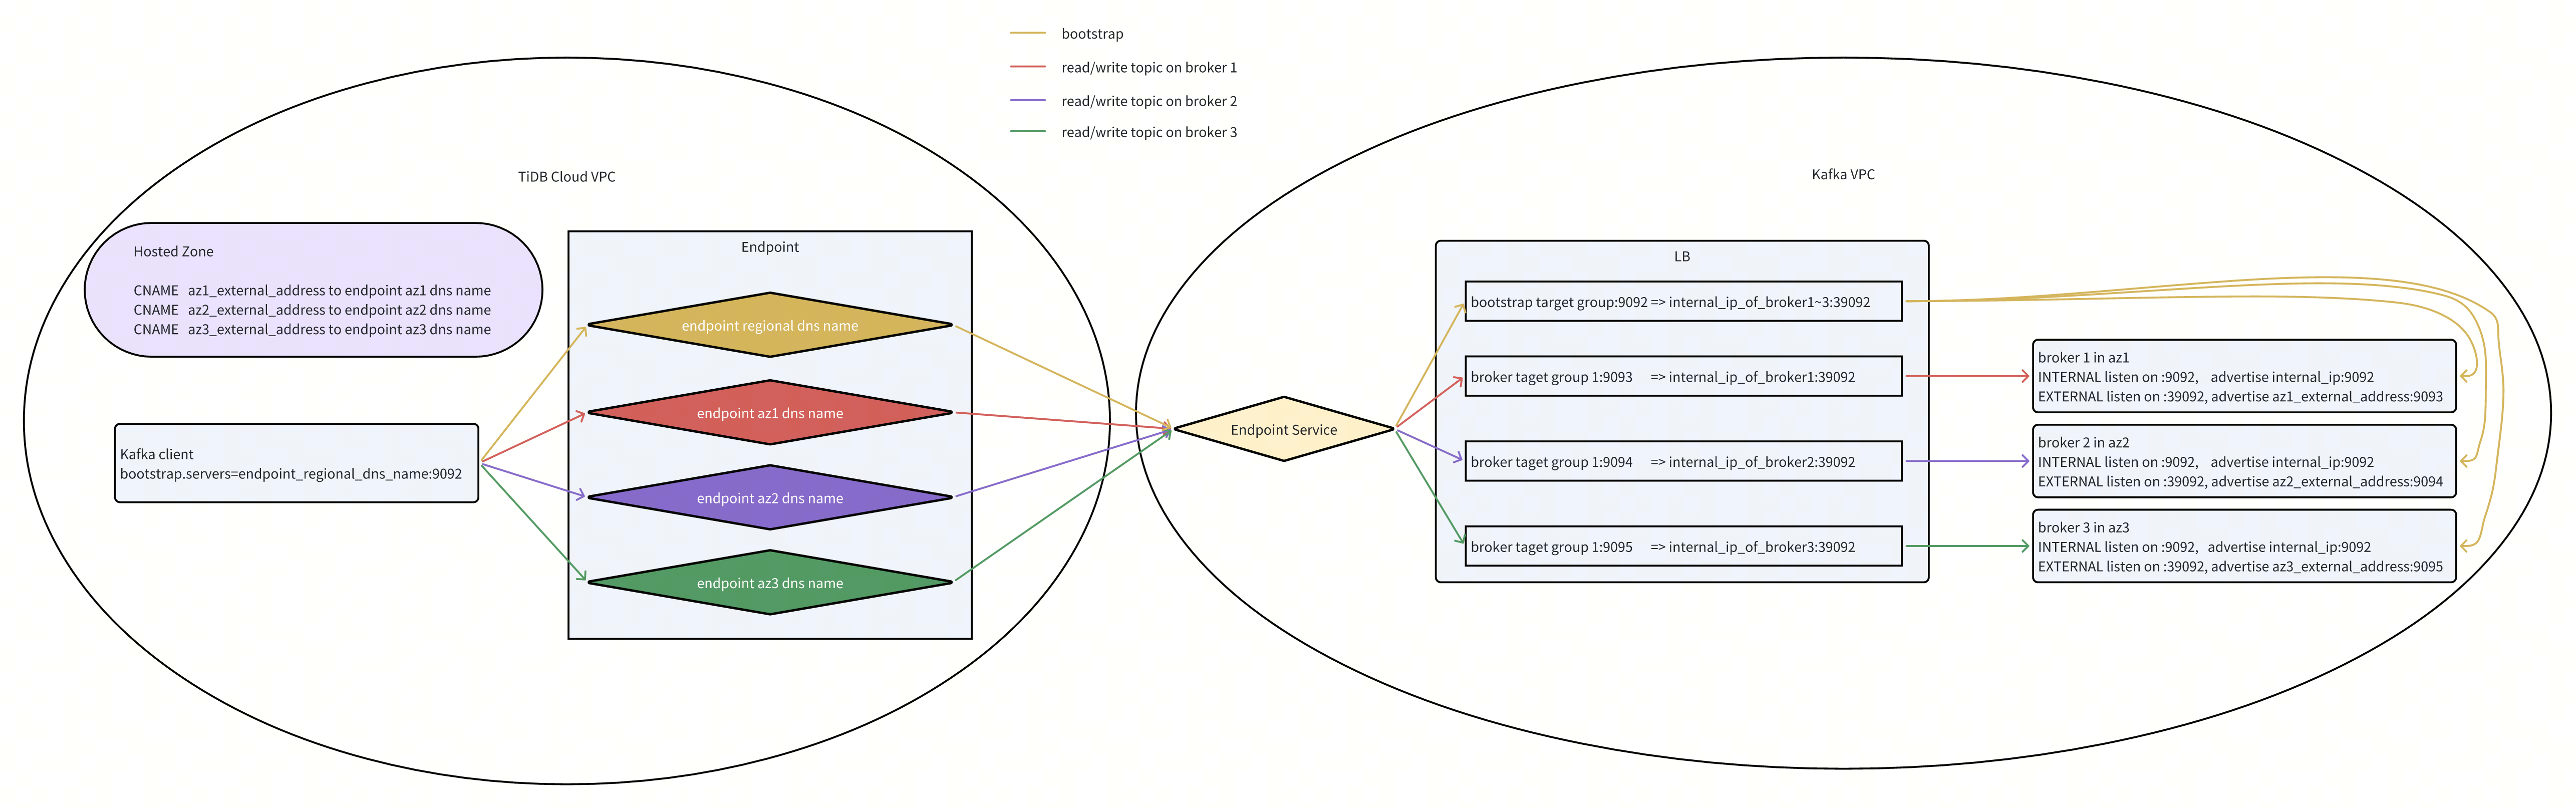 bootstrap
read/write topic on broker 1
read/write topic on broker 2
read/write topic on broker 3
TiDB Cloud VPC
Hosted Zone
CNAME az1_external_address to endpoint az1 dns name
CNAME az2_external_address to endpoint az2 dns name
CNAME az3_external_address to endpoint az3 dns name
Kafka client
bootstrap.servers=endpoint_regional_dns_name:9092
Endpoint
endpoint regional dns name
endpoint az1 dns name
endpoint az2 dns name
endpoint az3 dns name
Endpoint Service
Kafka VPC
LB
bootstrap target group:9092 => internal_ip_of_broker1~3:39092
broker taget group 1:9093 => internal_ip_of_broker1:39092
broker taget group 1:9094 => internal_ip_of_broker2:39092
broker taget group 1:9095 => internal_ip_of_broker3:39092
broker 1 in az1
INTERNAL listen on :9092, advertise internal_ip:9092
EXTERNAL listen on :39092, advertise az1_external_address:9093
broker 2 in az2
INTERNAL listen on :9092, advertise internal_ip:9092
EXTERNAL listen on :39092, advertise az2_external_address:9094
broker 3 in az3
INTERNAL listen on :9092, advertise internal_ip:9092
EXTERNAL listen on :39092, advertise az3_external_address:9095